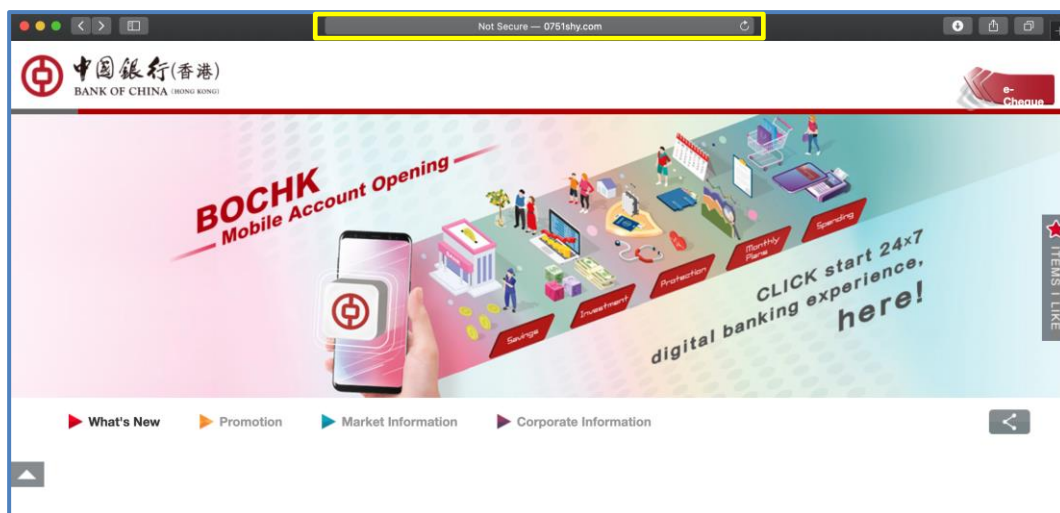 Not Secure — 0751shy.com
中國銀行(香港)
BANK OF CHINA (HONG KONG)
e-
Cheque
BOCHK
Mobile Account Opening
Savings
Investment
Protection
Monthly
Plans
Spending
CLICK start 24x7
digital banking experience,
here!
ITEMS I LIKE
What's New
Promotion
Market Information
Corporate Information